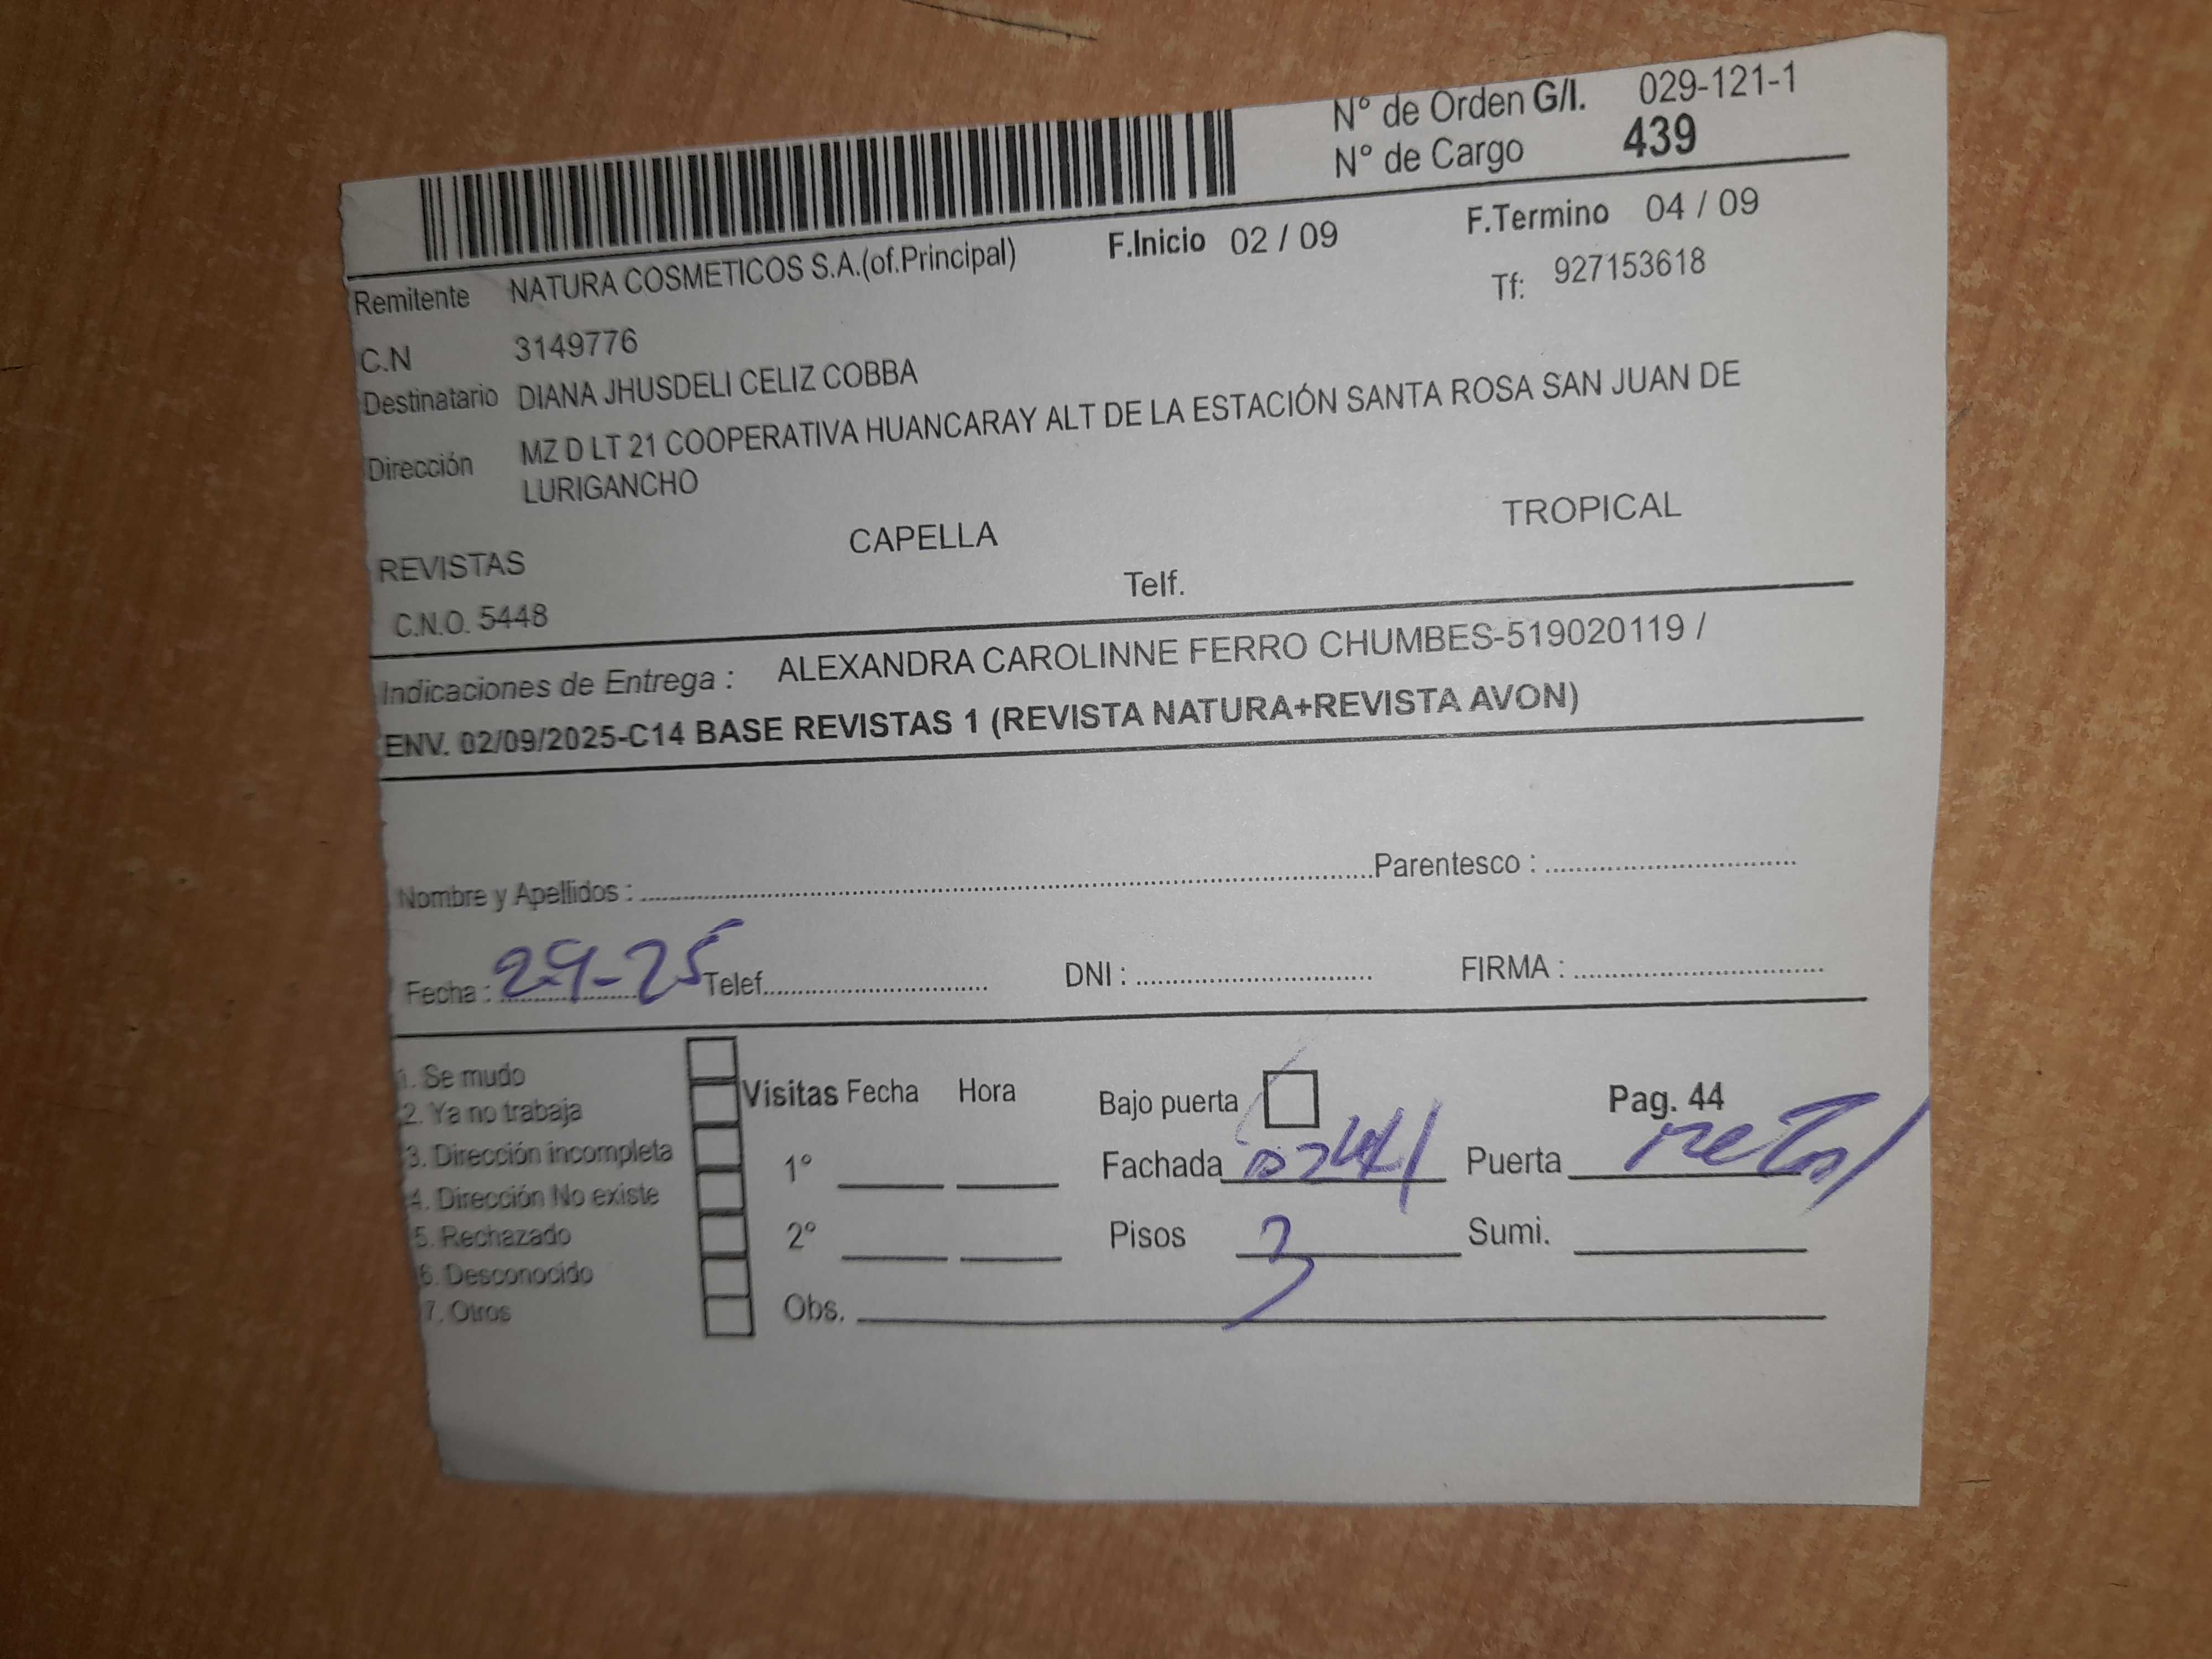 N° de Orden G/I. 029-121-1
N° de Cargo 439
F.Inicio 02 / 09 F.Termino 04 / 09
Remitente NATURA COSMETICOS S.A.(of.Principal) Tf: 927153618
C.N 3149776
Destinatario DIANA JHUSDELI CELIZ COBBA
Dirección MZ D LT 21 COOPERATIVA HUANCARAY ALT DE LA ESTACIÓN SANTA ROSA SAN JUAN DE
LURIGANCHO
REVISTAS CAPELLA TROPICAL
C.N.O. 5448 Telf.
Indicaciones de Entrega : ALEXANDRA CAROLINNE FERRO CHUMBES-519020119 /
ENV. 02/09/2025-C14 BASE REVISTAS 1 (REVISTA NATURA+REVISTA AVON)
Nombre y Apellidos : Parentesco :
Fecha : 29-25 Telef. DNI : FIRMA :
1. Se mudo
2. Ya no trabaja
3. Dirección incompleta
4. Dirección No existe
5. Rechazado
6. Desconocido
7. Otros
Visitas Fecha Hora
1°
2°
Obs.
Bajo puerta Pag. 44
Fachada Puerta
Pisos 3 Sumi.